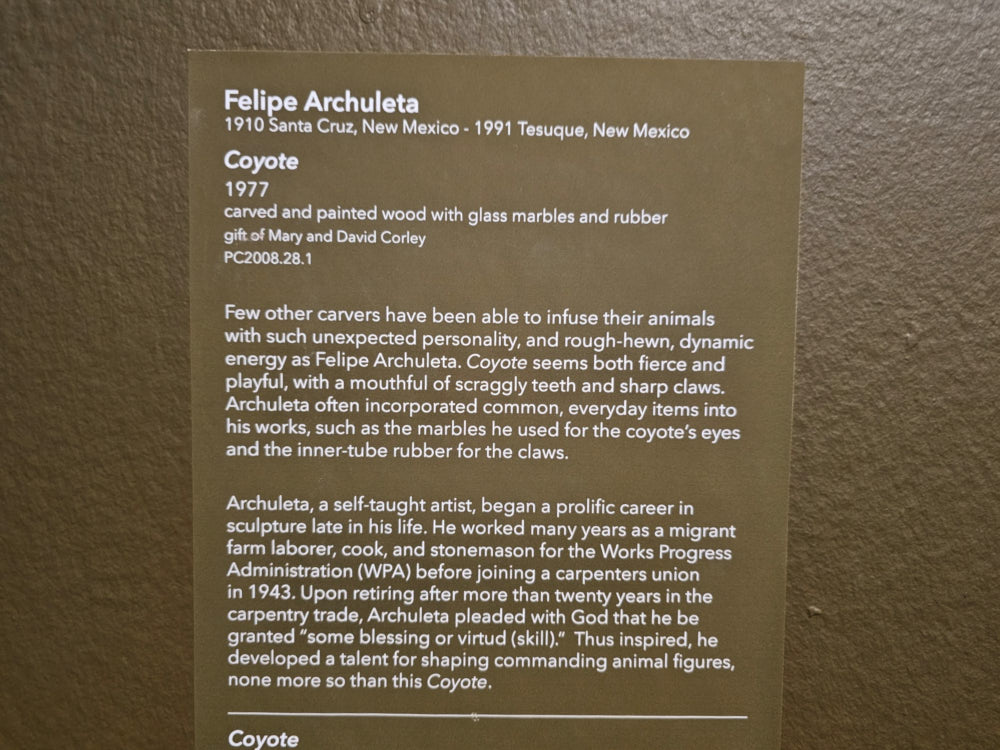 Felipe Archuleta
1910 Santa Cruz, New Mexico - 1991 Tesuque, New Mexico
Coyote
1977
carved and painted wood with glass marbles and rubber
gift of Mary and David Corley
PC2008.28.1
Few other carvers have been able to infuse their animals
with such unexpected personality, and rough-hewn, dynamic
energy as Felipe Archuleta. Coyote seems both fierce and
playful, with a mouthful of scraggly teeth and sharp claws.
Archuleta often incorporated common, everyday items into
his works, such as the marbles he used for the coyote's eyes
and the inner-tube rubber for the claws.
Archuleta, a self-taught artist, began a prolific career in
sculpture late in his life. He worked many years as a migrant
farm laborer, cook, and stonemason for the Works Progress
Administration (WPA) before joining a carpenters union
in 1943. Upon retiring after more than twenty years in the
carpentry trade, Archuleta pleaded with God that he be
granted "some blessing or virtud (skill)." Thus inspired, he
developed a talent for shaping commanding animal figures,
none more so than this Coyote.
Coyote